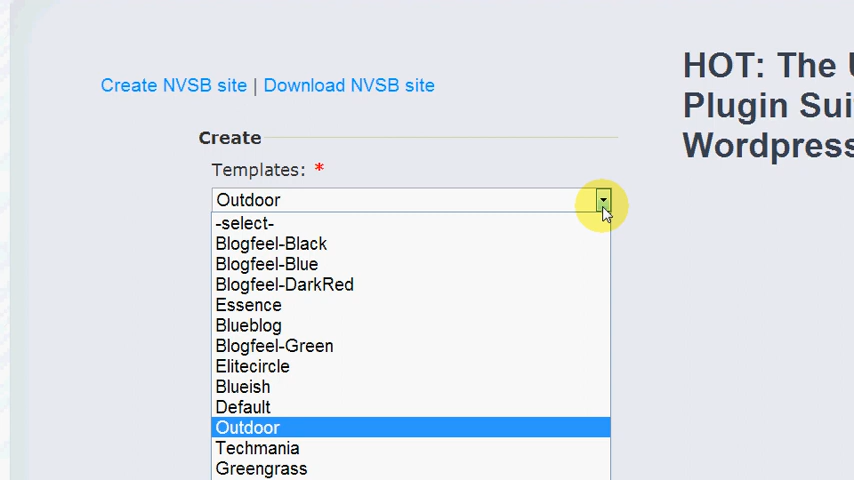 HOT: The
Plugin
Wordpress
Create NVSB site | Download NVSB site
Create
Templates: *
Outdoor
-select-
Blogfeel-Black
Blogfeel-Blue
Blogfeel-DarkRed
Essence
Blueblog
Blogfeel-Green
Elitecircle
Blueish
Default
Outdoor
Techmania
Greengrass